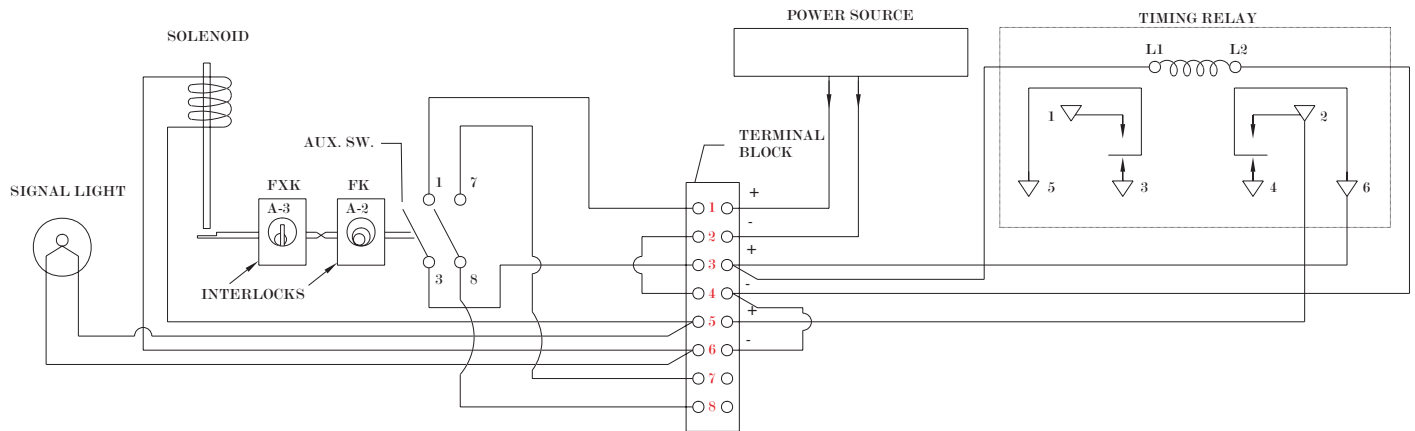 POWER SOURCE
TIMING RELAY
SOLENOID
L1 L2
AUX. SW.
TERMINAL
BLOCK
1 2
SIGNAL LIGHT
FXK FK
1 7
5 3 4 6
A-3 A-2
+
1
-
2
+
3
3 8
INTERLOCKS
-
4
+
5
-
6
7
8